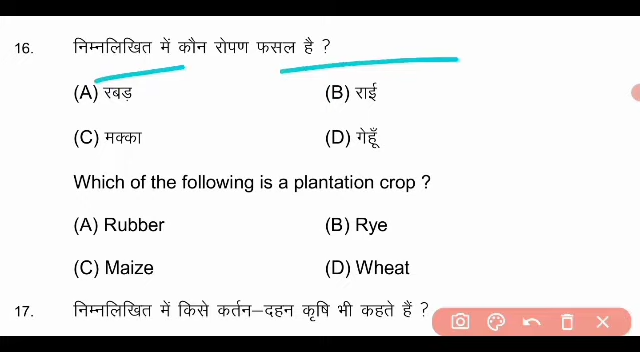 16. निम्नलिखित में कौन रोपण फसल है ?
(A) रबड़ (B) राई
(C) मक्का (D) गेहूँ
Which of the following is a plantation crop ?
(A) Rubber (B) Rye
(C) Maize (D) Wheat
17. निम्नलिखित में किसे कर्तन–दहन कृषि भी कहते हैं ?